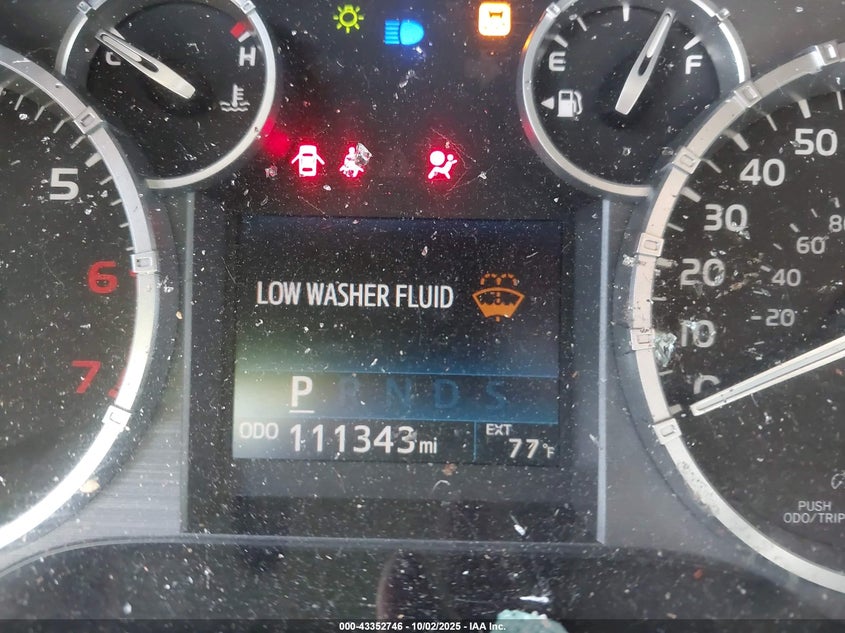 C
H
E
F
5
6
7
50
40
30
20
10
0
80
60
40
20
LOW WASHER FLUID
P R N D S
ODO 111343 mi
EXT 77°F
PUSH
ODO/TRIP
000-43352746 - 10/02/2025 - IAA Inc.